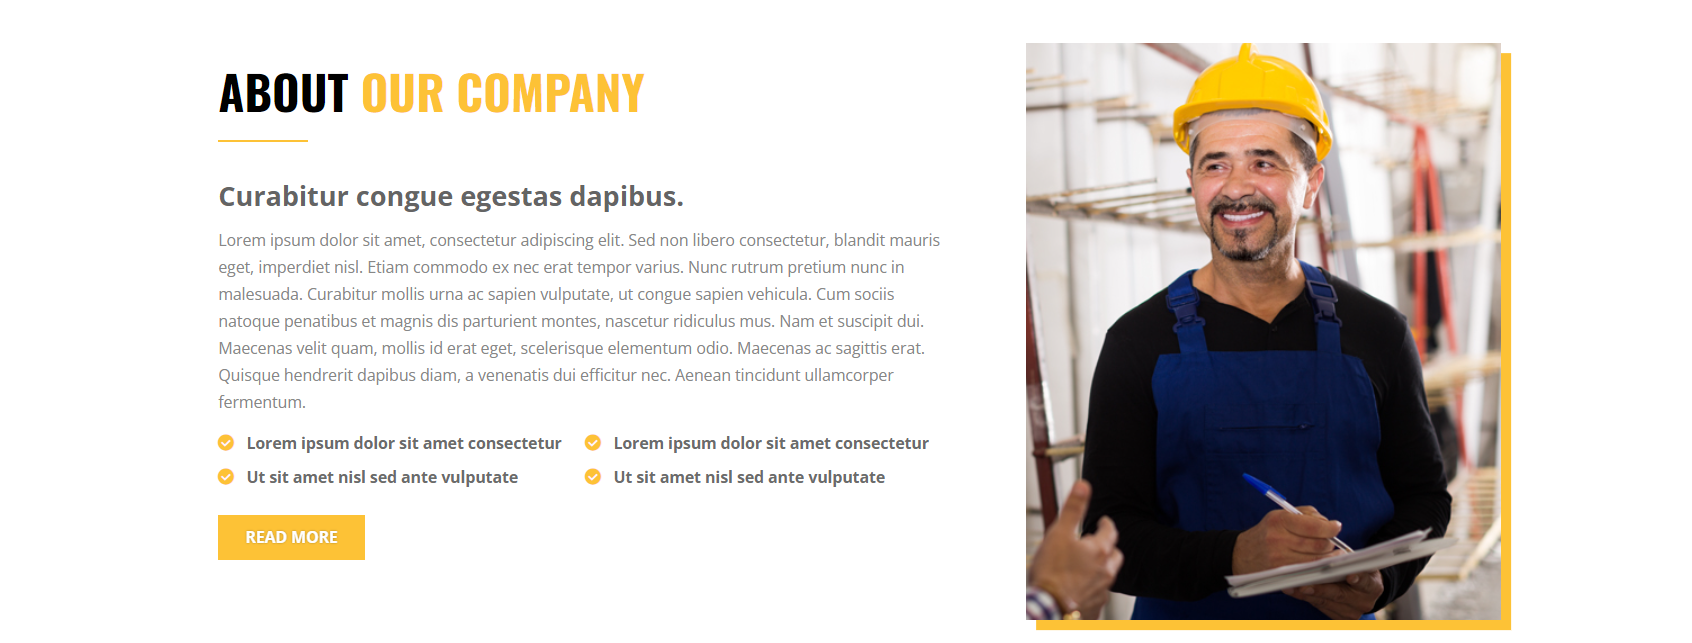 ABOUT OUR COMPANY
Curabitur congue egestas dapibus.
Lorem ipsum dolor sit amet, consectetur adipiscing elit. Sed non libero consectetur, blandit mauris
eget, imperdiet nisl. Etiam commodo ex nec erat tempor varius. Nunc rutrum pretium nunc in
malesuada. Curabitur mollis urna ac sapien vulputate, ut congue sapien vehicula. Cum sociis
natoque penatibus et magnis dis parturient montes, nascetur ridiculus mus. Nam et suscipit dui.
Maecenas velit quam, mollis id erat eget, scelerisque elementum odio. Maecenas ac sagittis erat.
Quisque hendrerit dapibus diam, a venenatis dui efficitur nec. Aenean tincidunt ullamcorper
fermentum.
Lorem ipsum dolor sit amet consectetur
Lorem ipsum dolor sit amet consectetur
Ut sit amet nisl sed ante vulputate
Ut sit amet nisl sed ante vulputate
READ MORE